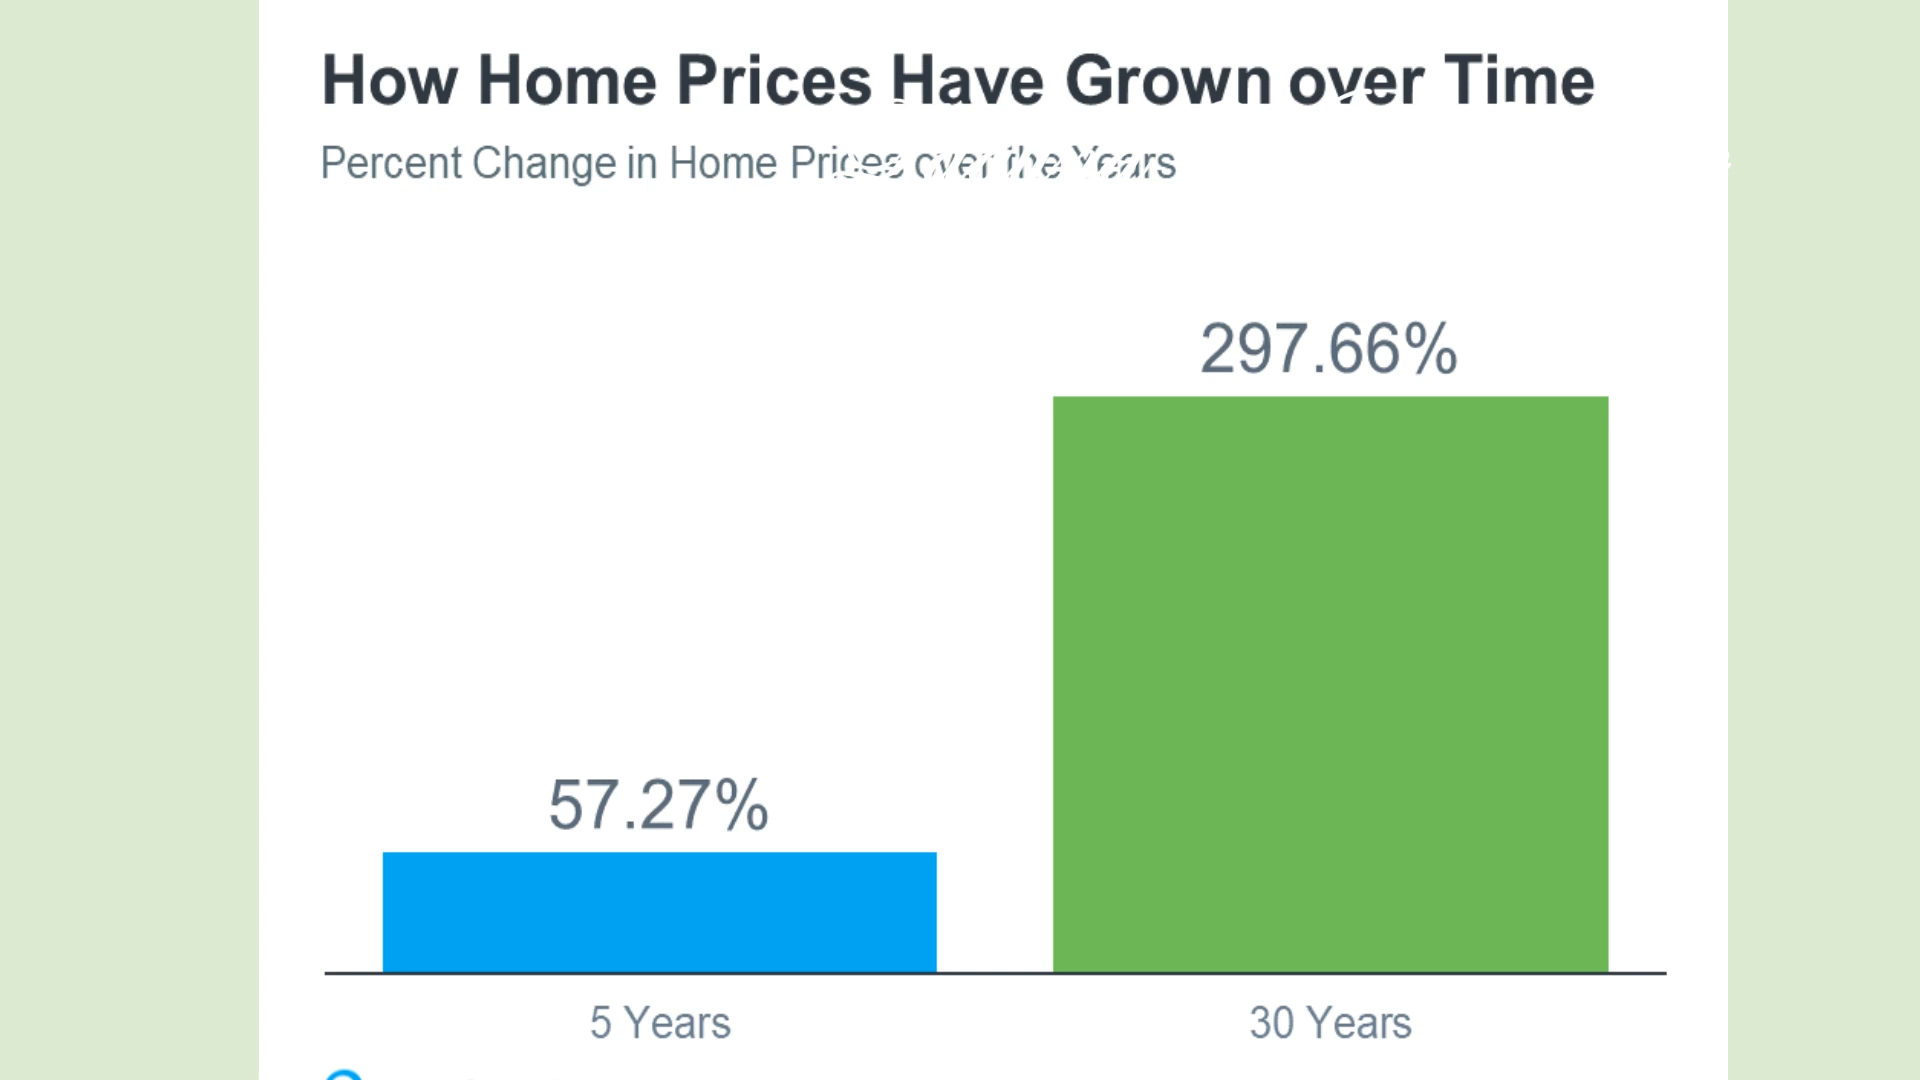 How Home Prices Have Grown over Time
Percent Change in Home Prices over the Years
297.66%
57.27%
5 Years
30 Years